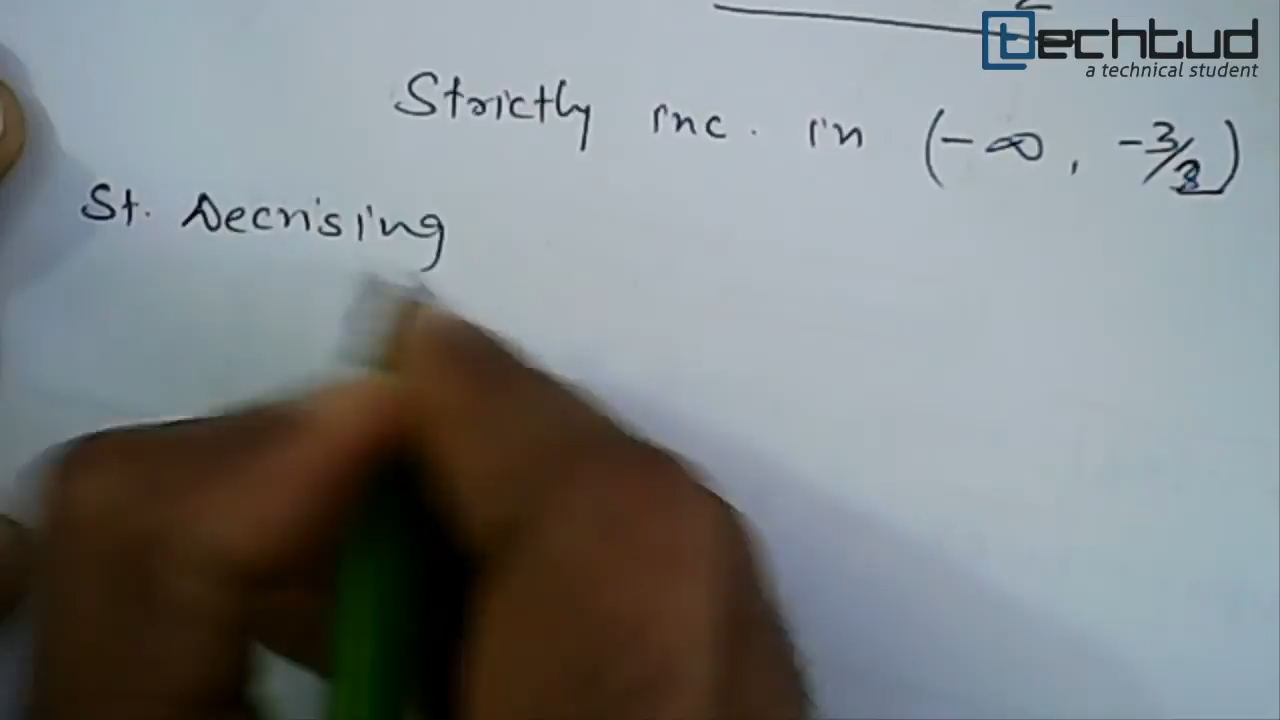 techtud
a technical student
Strictly inc. in (-∞, -3/2)
St. Decrising